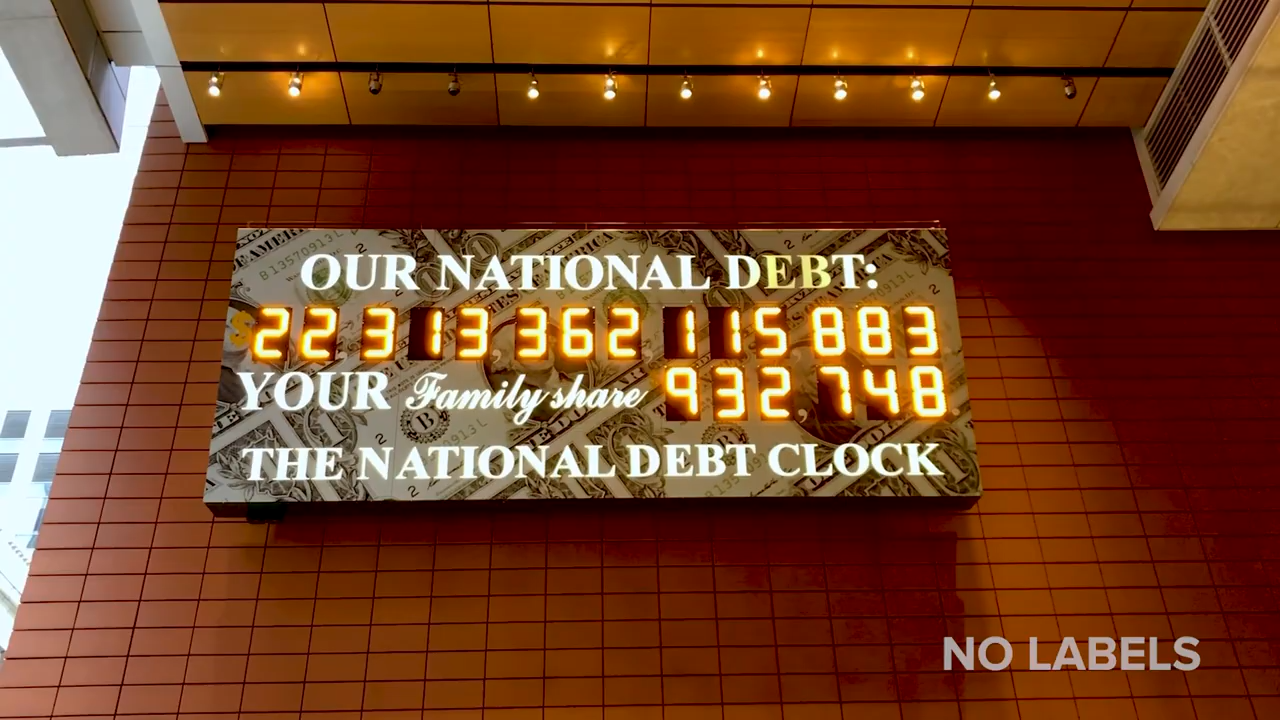 OUR NATIONAL DEBT:
$22,313,362,115,883
YOUR Family share 932,748
THE NATIONAL DEBT CLOCK
NO LABELS